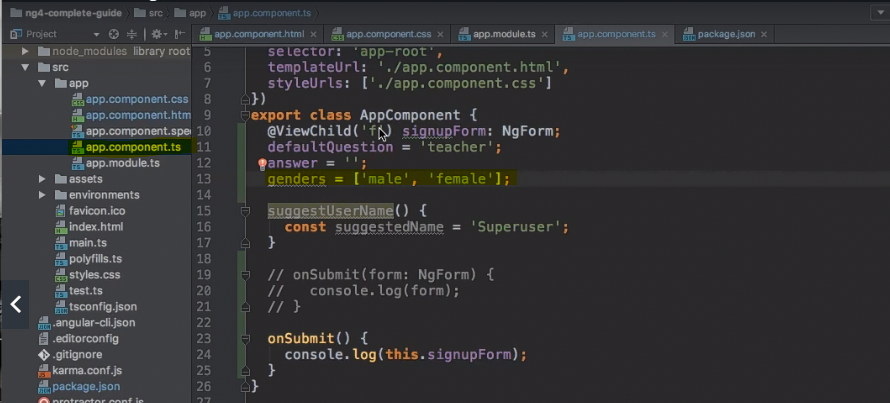 ng4-complete-guide src app app.component.ts
Project
app.component.html app.component.css app.module.ts app.component.ts package.json
node_modules library root
src
app
app.component.css
app.component.htm
app.component.spe
app.component.ts
app.module.ts
assets
environments
favicon.ico
index.html
main.ts
polyfills.ts
styles.css
test.ts
tsconfig.json
.angular-cli.json
.editorconfig
.gitignore
karma.conf.js
package.json
protractor.conf.js
5 selector: 'app-root',
6 templateUrl: './app.component.html',
7 styleUrls: ['./app.component.css']
8 })
9 export class AppComponent {
10 @ViewChild('f') signupForm: NgForm;
11 defaultQuestion = 'teacher';
12 answer = '';
13 genders = ['male', 'female'];
14
15 suggestUserName() {
16 const suggestedName = 'Superuser';
17 }
18
19 // onSubmit(form: NgForm) {
20 // console.log(form);
21 // }
22
23 onSubmit() {
24 console.log(this.signupForm);
25 }
26 }
27